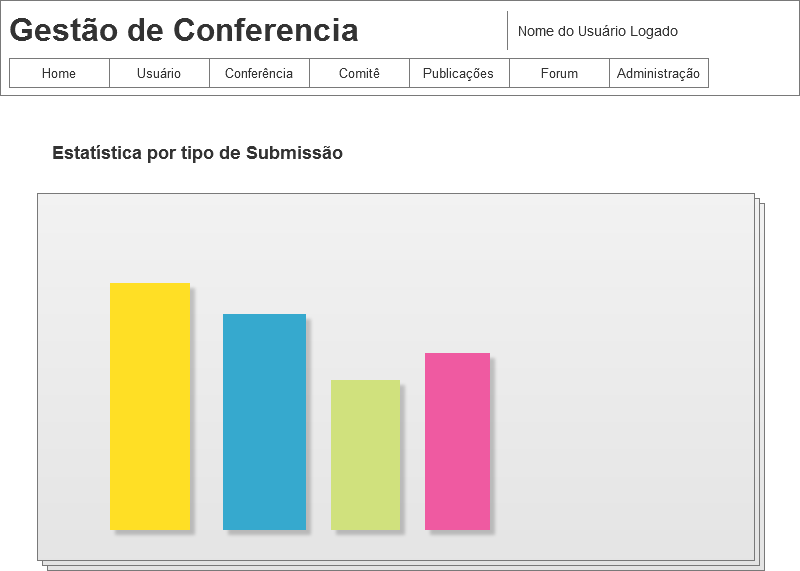 Gestão de Conferencia
Nome do Usuário Logado
Home Usuário Conferência Comitê Publicações Forum Administração
Estatística por tipo de Submissão